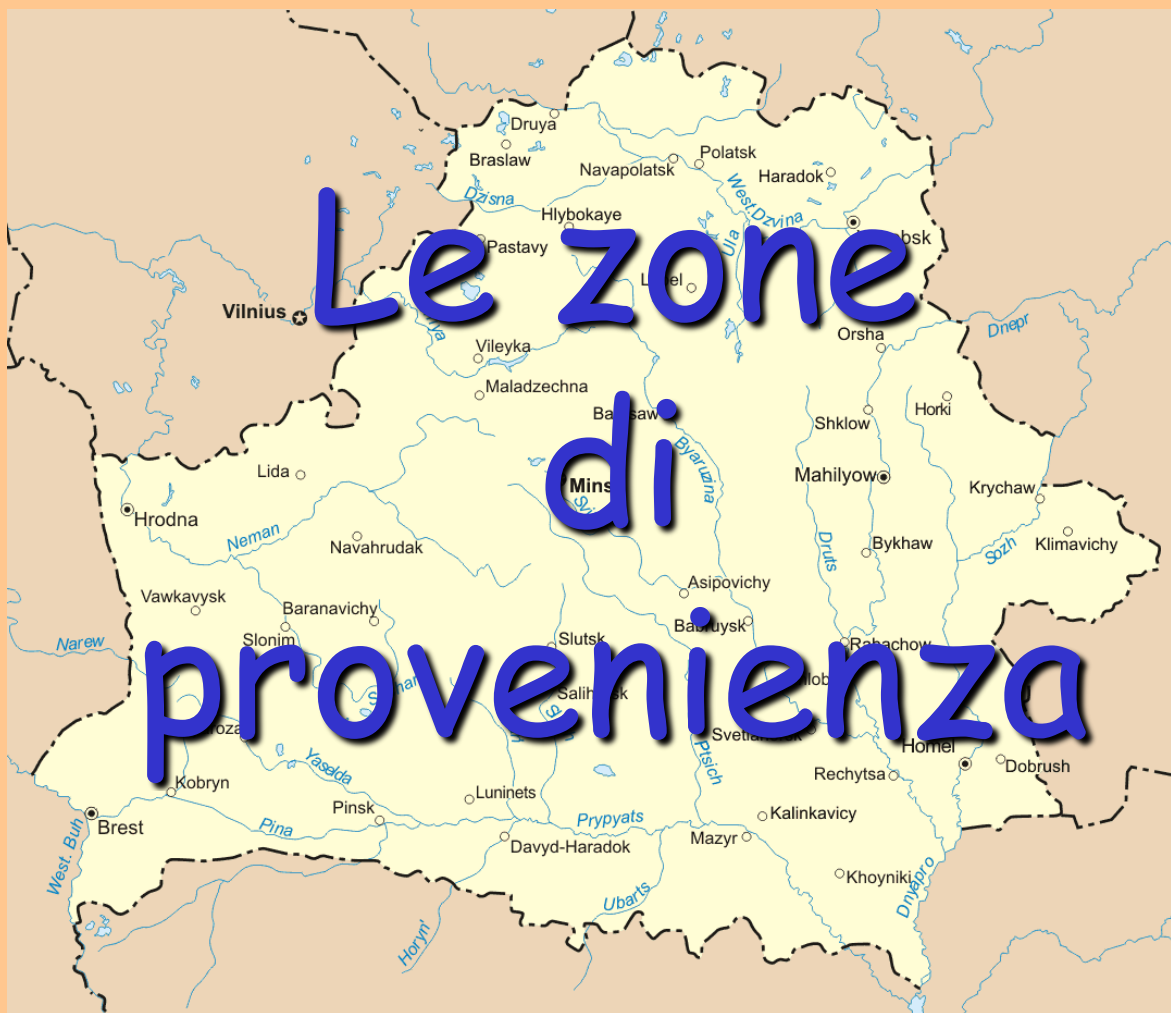 Druya
Braslaw
Navapolatsk
Polatsk
Haradok
Dzisna
West.Dzvina
Hlybokaye
Ula
Pastavy
Le zone
Vilnius
Orsha
Dnepr
Vileyka
Maladzechna
Horki
Shklow
di
Byaruzina
Lida
Mahilyow
Krychaw
Hrodna
Neman
Navahrudak
Druts
Bykhaw
Sozh
Klimavichy
Asipovichy
Vawkavysk
Baranavichy
Slonim
Babruysk
Narew
Slutsk
Rahachow
provenienza
Homel
Yaselda
Ptsich
Dobrush
Rechytsa
Kobryn
Luninets
Pinsk
Kalinkavicy
Prypyats
Brest
Pina
Mazyr
Davyd-Haradok
West. Buh
Khoyniki
Dnyapro
Ubarts
Horyn'